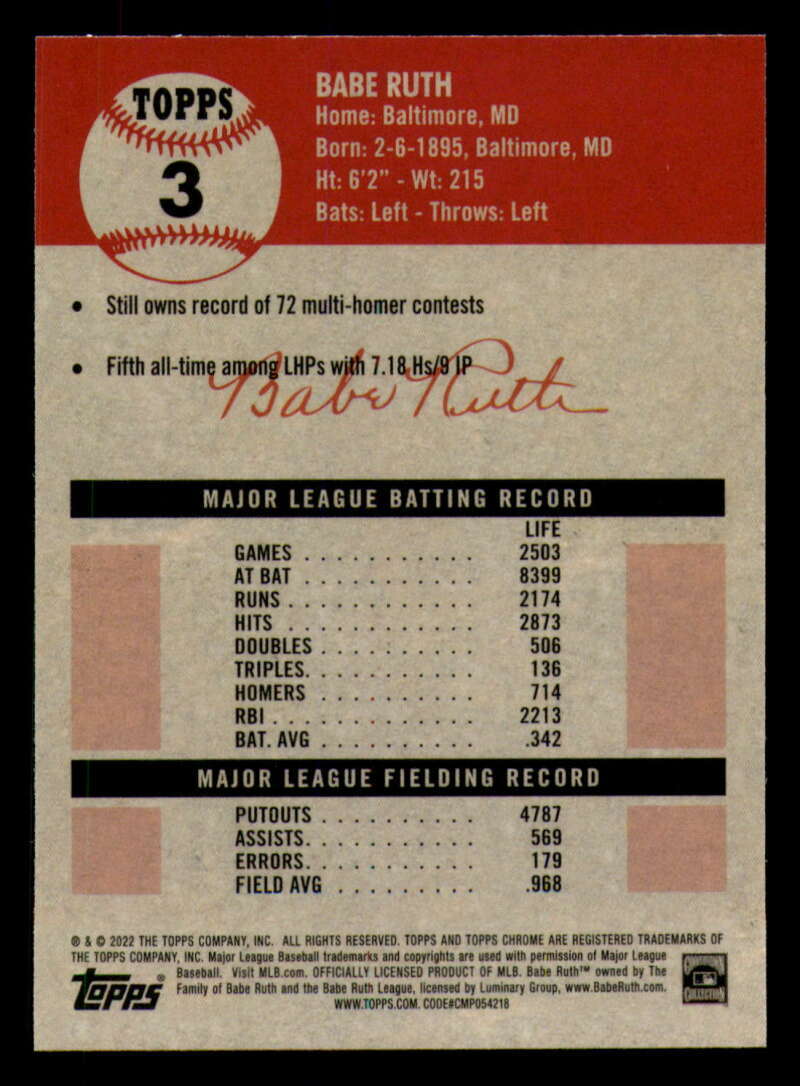 TOPPS
3
BABE RUTH
Home: Baltimore, MD
Born: 2-6-1895, Baltimore, MD
Ht: 6'2" - Wt: 215
Bats: Left - Throws: Left
• Still owns record of 72 multi-homer contests
• Fifth all-time among LHPs with 7.18 Hs/9 IP
Babe Ruth
MAJOR LEAGUE BATTING RECORD
LIFE
GAMES . . . . . . . . . . . 2503
AT BAT . . . . . . . . . . . 8399
RUNS . . . . . . . . . . . . 2174
HITS . . . . . . . . . . . . 2873
DOUBLES . . . . . . . . . . 506
TRIPLES. . . . . . . . . . . 136
HOMERS . . . . . . . . . . 714
RBI . . . . . . . . . . . . . 2213
BAT. AVG . . . . . . . . . . .342
MAJOR LEAGUE FIELDING RECORD
PUTOUTS . . . . . . . . . . 4787
ASSISTS. . . . . . . . . . . 569
ERRORS. . . . . . . . . . . 179
FIELD AVG . . . . . . . . . .968
® & © 2022 THE TOPPS COMPANY, INC. ALL RIGHTS RESERVED. TOPPS AND TOPPS CHROME ARE REGISTERED TRADEMARKS OF
THE TOPPS COMPANY, INC. Major League Baseball trademarks and copyrights are used with permission of Major League
Baseball. Visit MLB.com. OFFICIALLY LICENSED PRODUCT OF MLB. Babe Ruth™ owned by The
Family of Babe Ruth and the Babe Ruth League, licensed by Luminary Group, www.BabeRuth.com.
WWW.TOPPS.COM. CODE#CMP054218
Topps®
COLLECTION